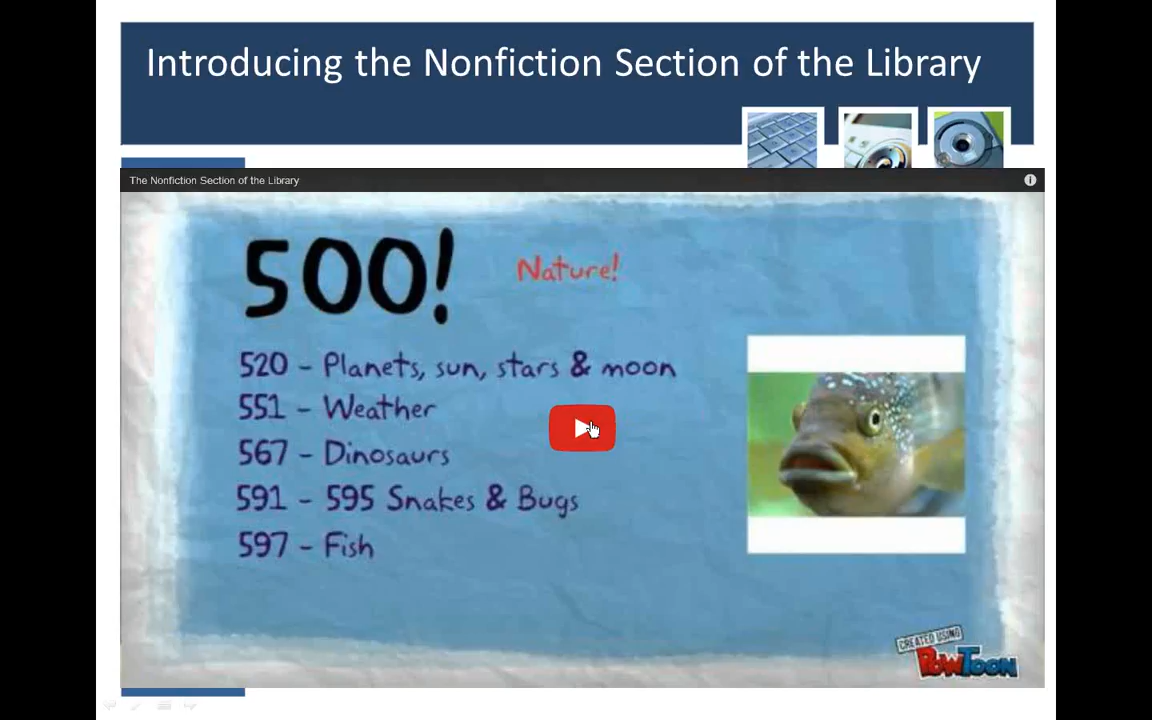 Introducing the Nonfiction Section of the Library
The Nonfiction Section of the Library
500!
Nature!
520 - Planets, sun, stars & moon
551 - Weather
567 - Dinosaurs
591 - 595 Snakes & Bugs
597 - Fish
CREATED USING
PowToon